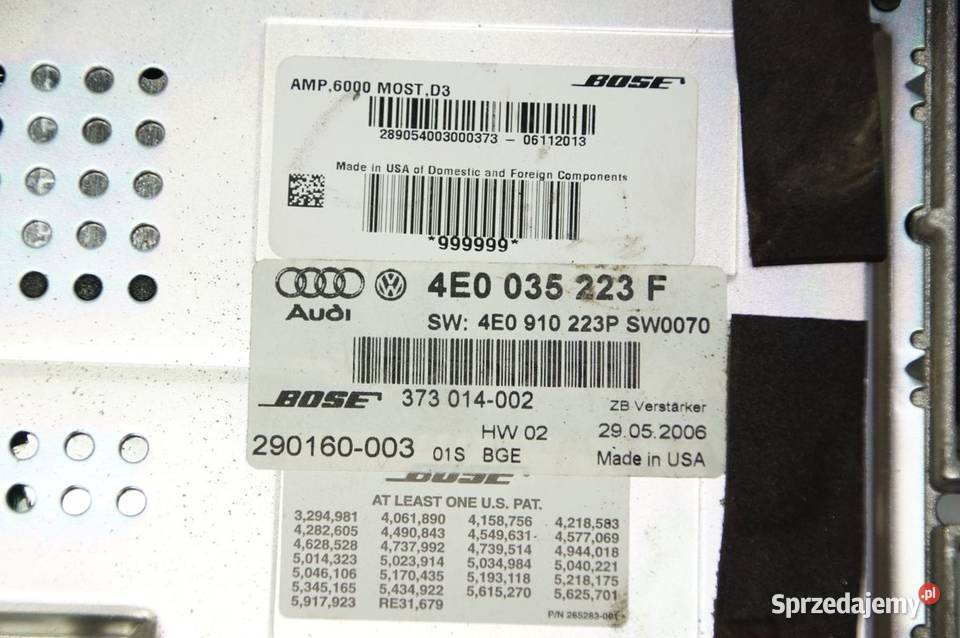 AMP.6000 MOST.D3
BOSE
289054003000373 - 06112013
Made in USA of Domestic and Foreign Components
*999999*
Audi
4E0 035 223 F
SW: 4E0 910 223P SW0070
BOSE 373 014-002
ZB Verstärker
HW 02 29.05.2006
290160-003 01S BGE Made in USA
BOSE
AT LEAST ONE U.S. PAT.
3,294,981 4,061,890 4,158,756 4,218,583
4,282,605 4,490,843 4,549,631 4,577,069
4,628,528 4,737,992 4,739,514 4,944,018
5,014,323 5,023,914 5,034,984 5,040,221
5,046,106 5,170,435 5,193,118 5,218,175
5,345,165 5,434,922 5,615,270 5,625,701
5,917,923 RE31,679
P/N 265283-001
Sprzedajemy.pl